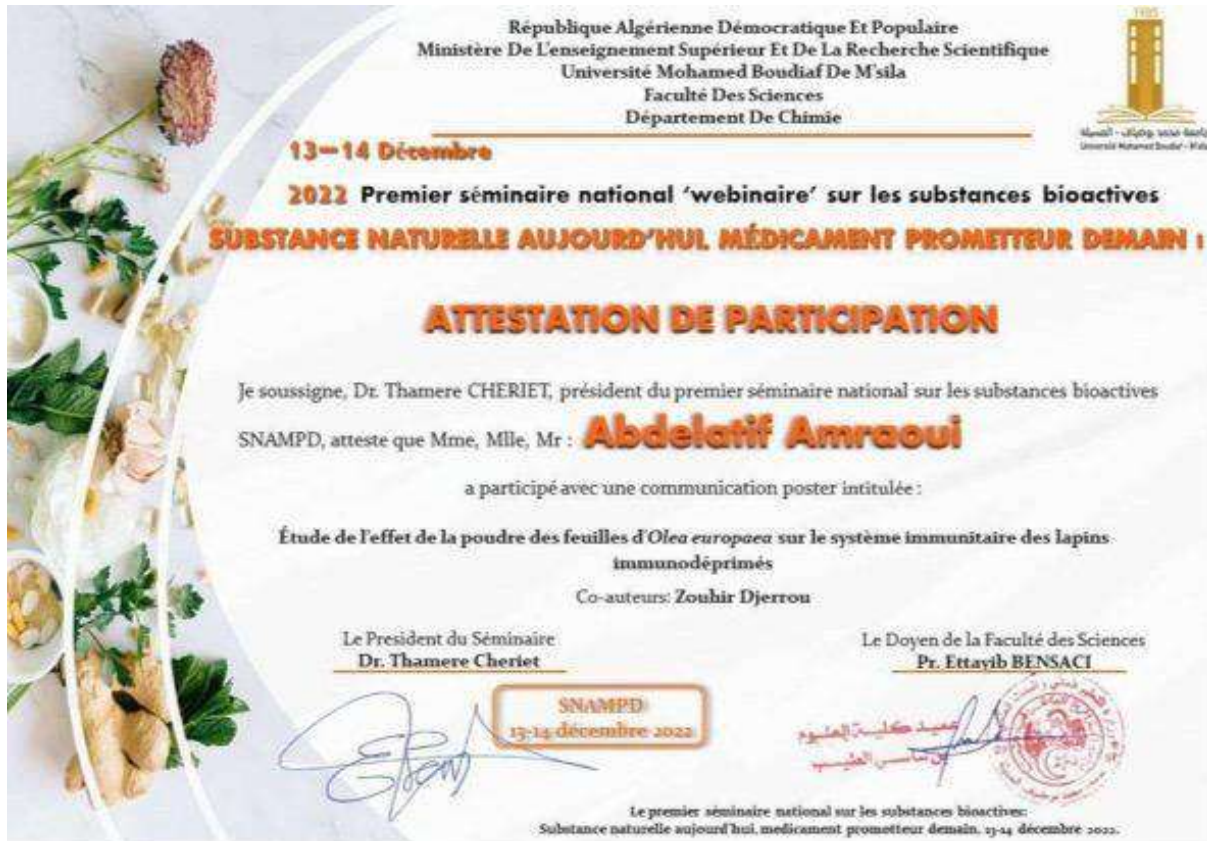 République Algérienne Démocratique Et Populaire
Ministère De L'enseignement Supérieur Et De La Recherche Scientifique
Université Mohamed Boudiaf De M'sila
Faculté Des Sciences
Département De Chimie
1985
13-14 Décembre
2022 Premier séminaire national ‘webinaire’ sur les substances bioactives
SUBSTANCE NATURELLE AUJOURD'HUI, MÉDICAMENT PROMETTEUR DEMAIN :
ATTESTATION DE PARTICIPATION
Je soussigne, Dr. Thamere CHERIET, président du premier séminaire national sur les substances bioactives
SNAMPD, atteste que Mme, Mlle, Mr : Abdelatif Amraoui
a participé avec une communication poster intitulée :
Étude de l'effet de la poudre des feuilles d'Olea europaea sur le système immunitaire des lapins
immunodéprimés
Co-auteurs: Zouhir Djerrou
Le President du Séminaire
Dr. Thamere Cheriet
Le Doyen de la Faculté des Sciences
Pr. Ettayib BENSACI
SNAMPD
13-14 décembre 2022
عميد كلية العلوم
Le premier séminaire national sur les substances bioactives:
Substance naturelle aujourd'hui, medicament prometteur demain. 13-14 décembre 2022.